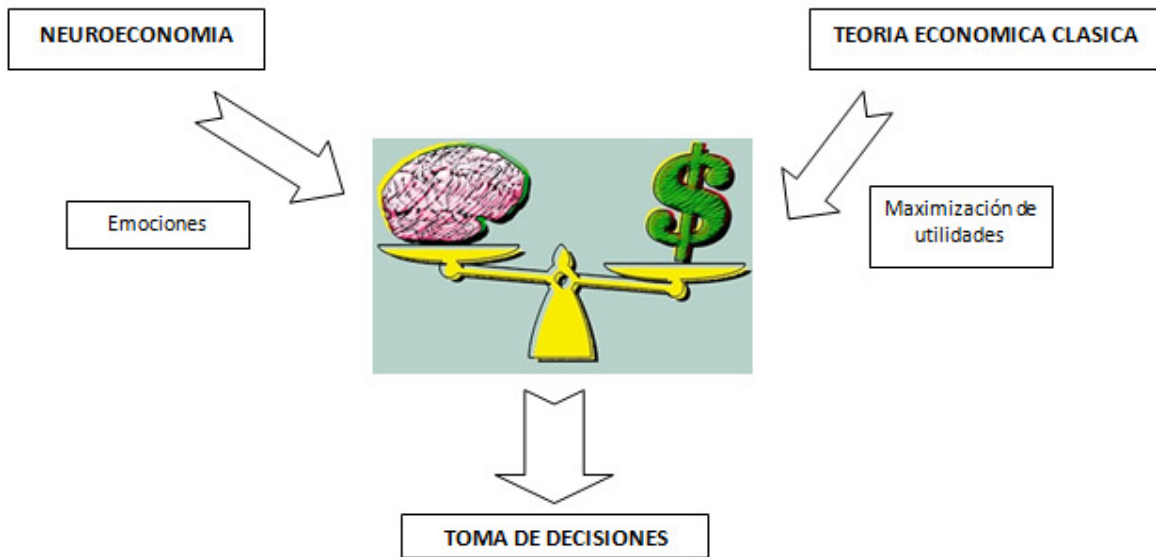 NEUROECONOMIA
TEORIA ECONOMICA CLASICA
Emociones
$
Maximización de
utilidades
TOMA DE DECISIONES